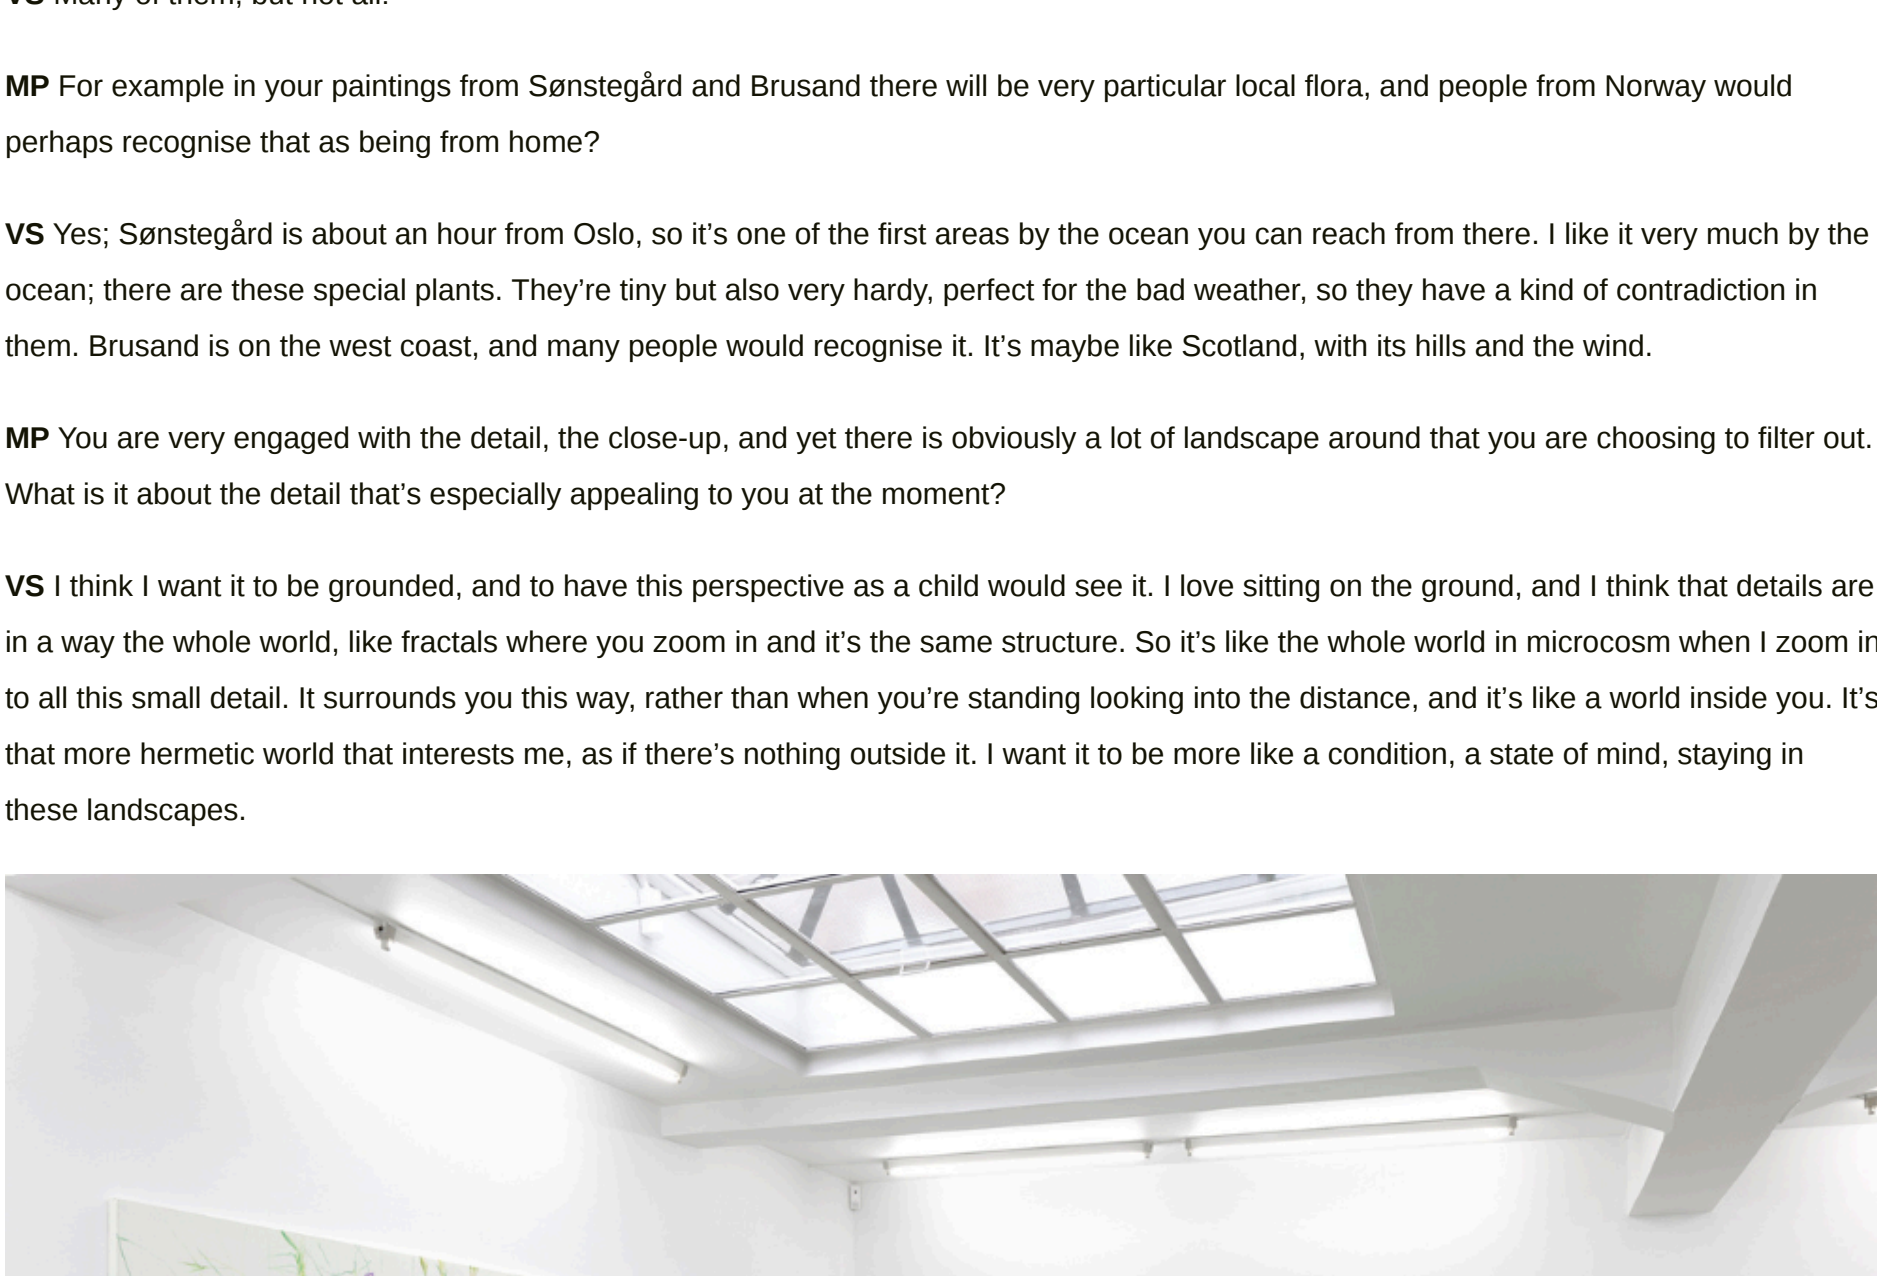 VS Many of them, but not all.
MP For example in your paintings from Sønstegård and Brusand there will be very particular local flora, and people from Norway would
perhaps recognise that as being from home?
VS Yes; Sønstegård is about an hour from Oslo, so it’s one of the first areas by the ocean you can reach from there. I like it very much by the
ocean; there are these special plants. They’re tiny but also very hardy, perfect for the bad weather, so they have a kind of contradiction in
them. Brusand is on the west coast, and many people would recognise it. It’s maybe like Scotland, with its hills and the wind.
MP You are very engaged with the detail, the close-up, and yet there is obviously a lot of landscape around that you are choosing to filter out.
What is it about the detail that’s especially appealing to you at the moment?
VS I think I want it to be grounded, and to have this perspective as a child would see it. I love sitting on the ground, and I think that details are
in a way the whole world, like fractals where you zoom in and it’s the same structure. So it’s like the whole world in microcosm when I zoom in
to all this small detail. It surrounds you this way, rather than when you’re standing looking into the distance, and it’s like a world inside you. It’s
that more hermetic world that interests me, as if there’s nothing outside it. I want it to be more like a condition, a state of mind, staying in
these landscapes.